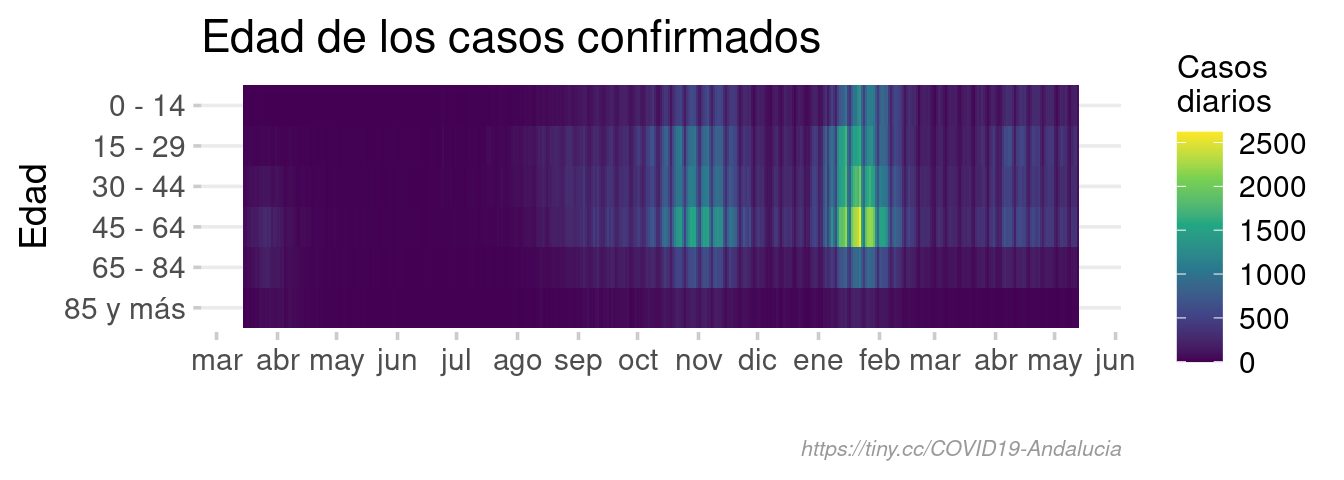 Edad de los casos confirmados
Casos
diarios
2500
2000
1500
1000
500
0
Edad
0 - 14
15 - 29
30 - 44
45 - 64
65 - 84
85 y más
mar abr may jun jul ago sep oct nov dic ene feb mar abr may jun
https://tiny.cc/COVID19-Andalucia